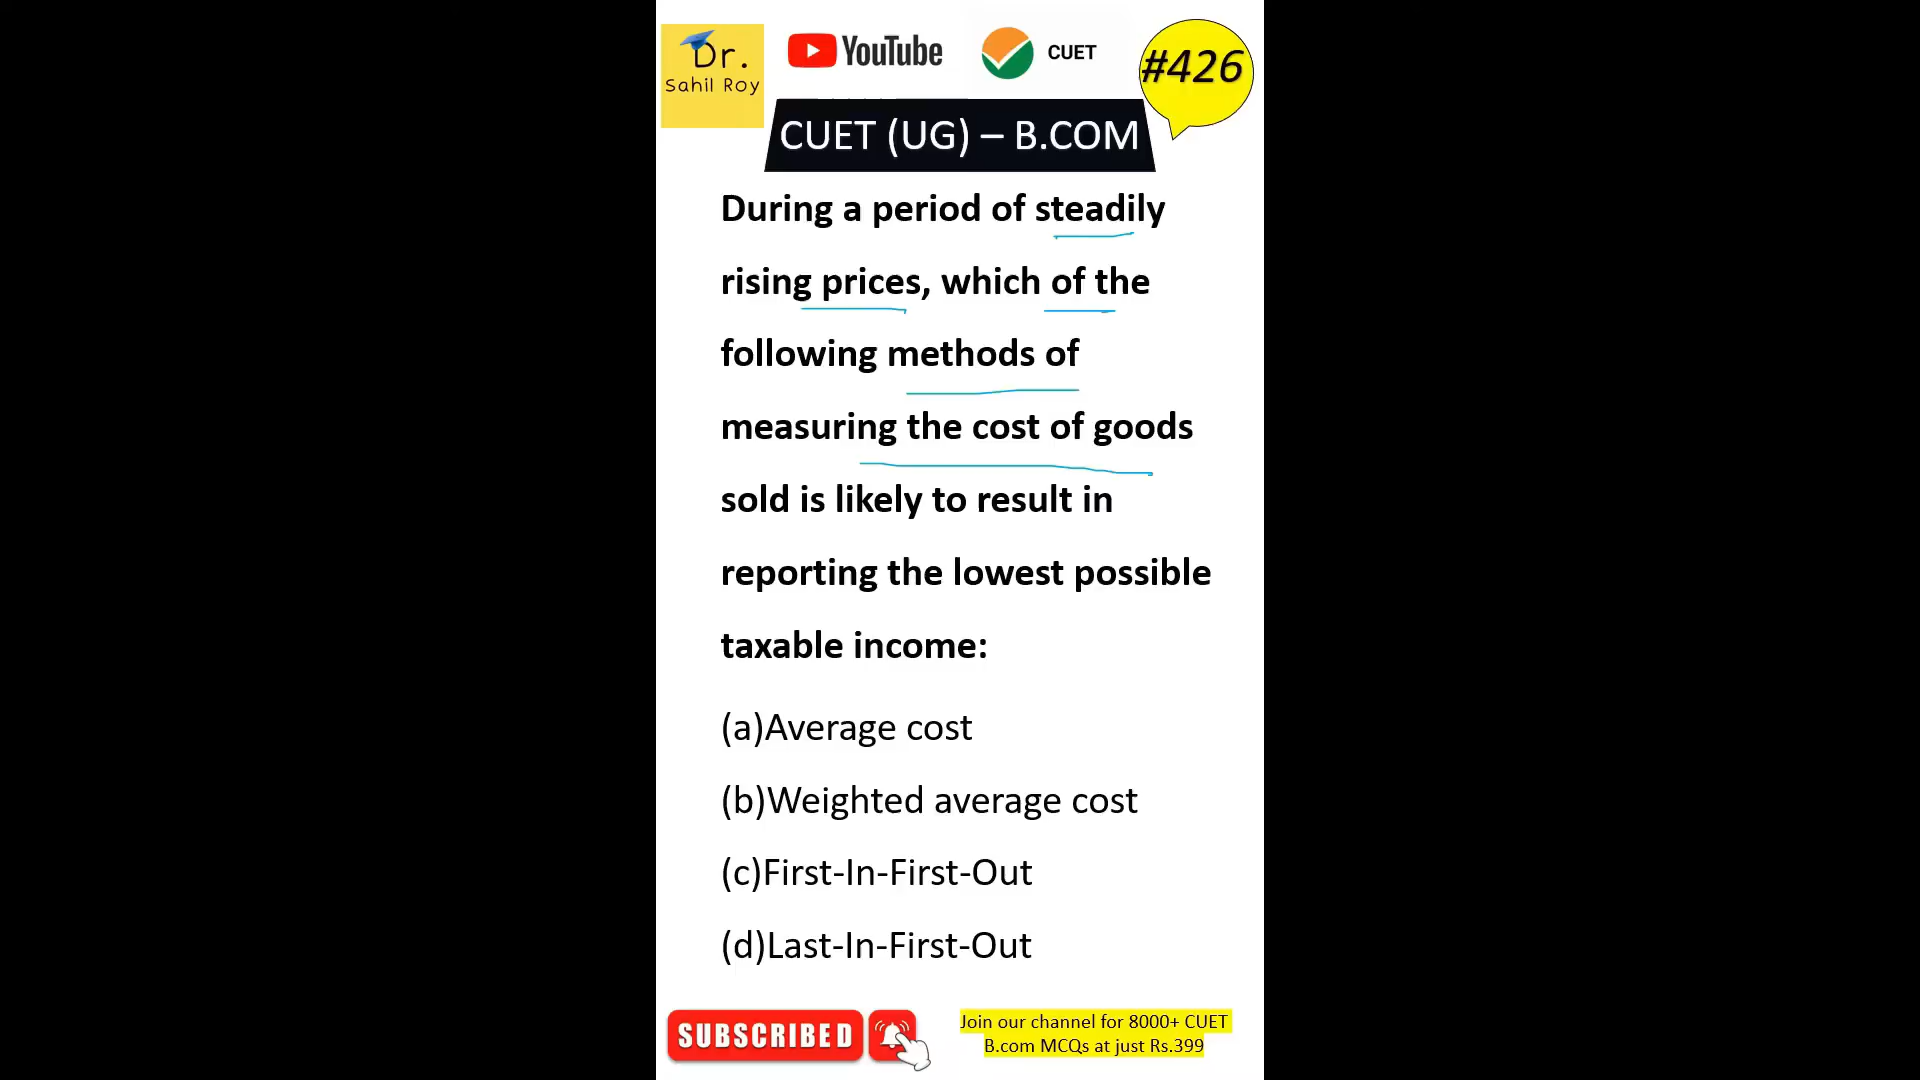 Dr.
Sahil Roy
YouTube
CUET
#426
CUET (UG) – B.COM
During a period of steadily
rising prices, which of the
following methods of
measuring the cost of goods
sold is likely to result in
reporting the lowest possible
taxable income:
(a)Average cost
(b)Weighted average cost
(c)First-In-First-Out
(d)Last-In-First-Out
SUBSCRIBED
Join our channel for 8000+ CUET
B.com MCQs at just Rs.399